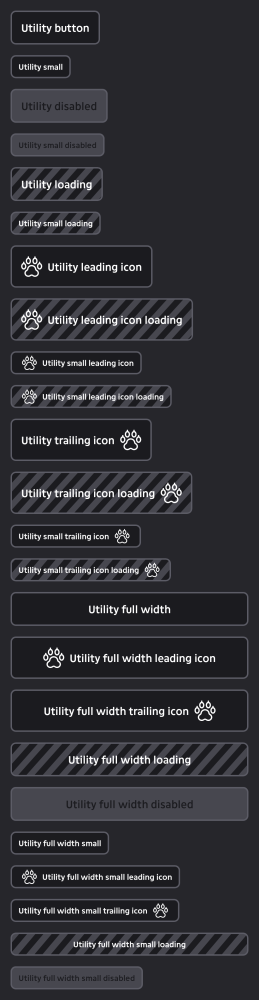 Utility button
Utility small
Utility disabled
Utility small disabled
Utility loading
Utility small loading
Utility leading icon
Utility leading icon loading
Utility small leading icon
Utility small leading icon loading
Utility trailing icon
Utility trailing icon loading
Utility small trailing icon
Utility small trailing icon loading
Utility full width
Utility full width leading icon
Utility full width trailing icon
Utility full width loading
Utility full width disabled
Utility full width small
Utility full width small leading icon
Utility full width small trailing icon
Utility full width small loading
Utility full width small disabled